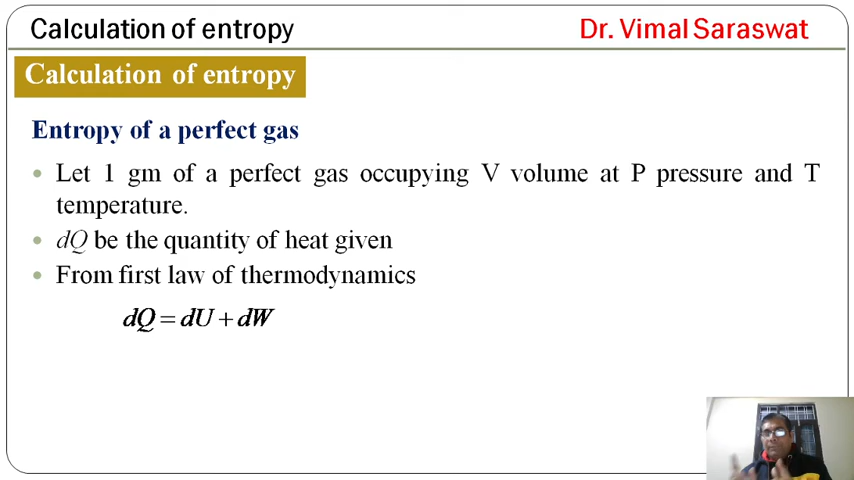 Calculation of entropy
Dr. Vimal Saraswat
Calculation of entropy
Entropy of a perfect gas
• Let 1 gm of a perfect gas occupying V volume at P pressure and T
temperature.
• dQ be the quantity of heat given
• From first law of thermodynamics
dQ = dU + dW